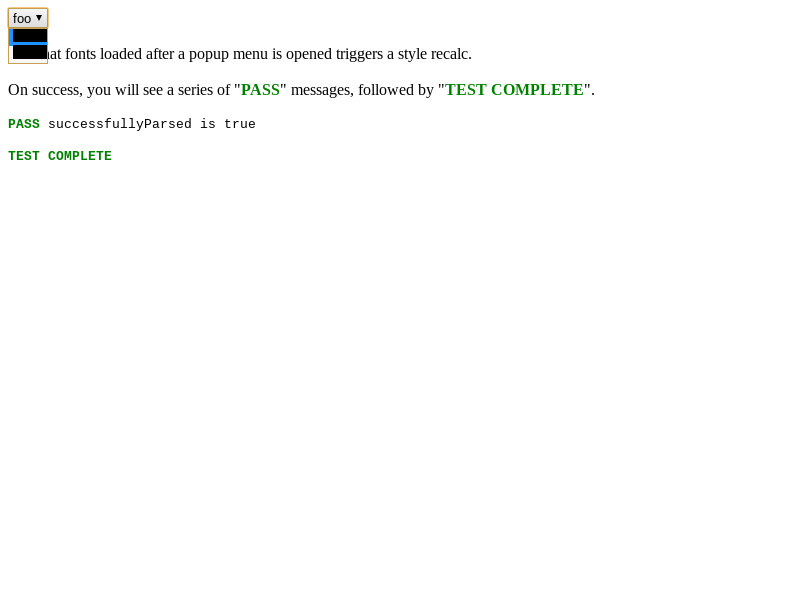 foo ▼
at fonts loaded after a popup menu is opened triggers a style recalc.
On success, you will see a series of "PASS" messages, followed by "TEST COMPLETE".
PASS successfullyParsed is true
TEST COMPLETE